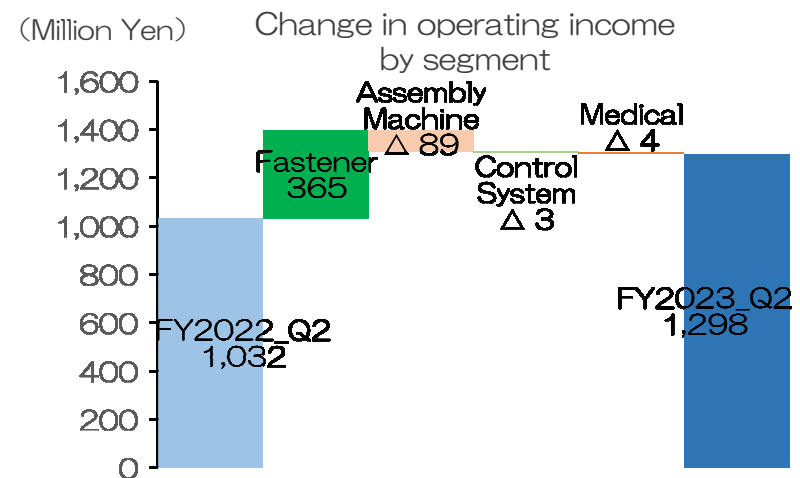 （Million Yen）
Change in operating income
by segment
1,600
1,400
1,200
1,000
800
600
400
200
0
FY2022_Q2
1,032
Fastener
365
Assembly
Machine
△ 89
Control
System
△ 3
Medical
△ 4
FY2023_Q2
1,298